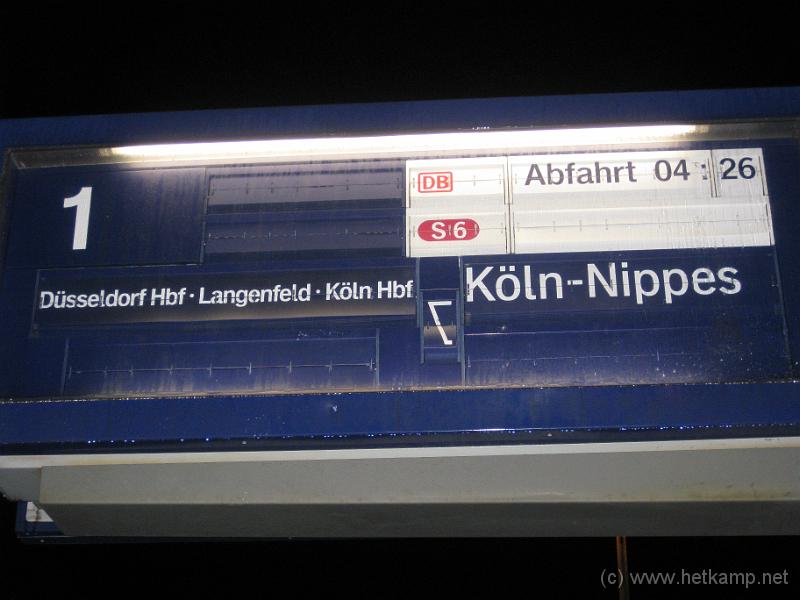 1
DB Abfahrt 04:26
S6
Düsseldorf Hbf · Langenfeld · Köln Hbf
Köln-Nippes
(c) www.hetkamp.net